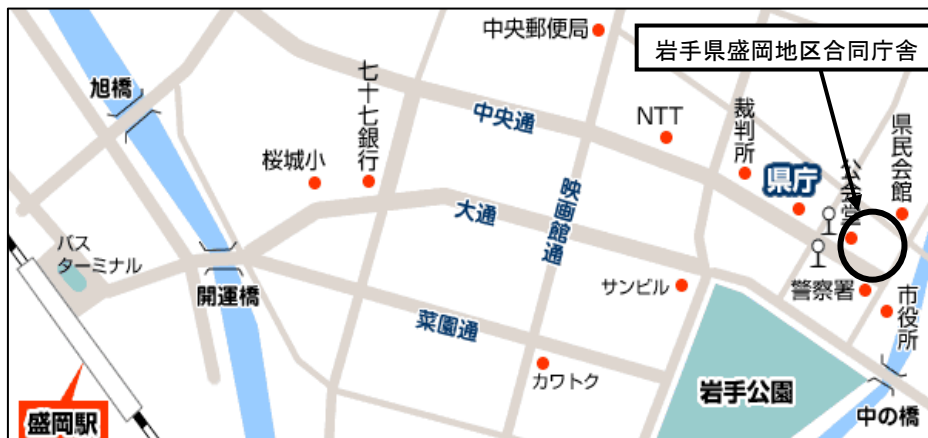 中央郵便局
岩手県盛岡地区合同庁舎
旭橋
七十七銀行
中央通
NTT
裁判所
県民会館
桜城小
県庁
公会堂
映画館通
大通
バス
ターミナル
開運橋
サンビル
警察署
市役所
菜園通
カワトク
岩手公園
中の橋
盛岡駅